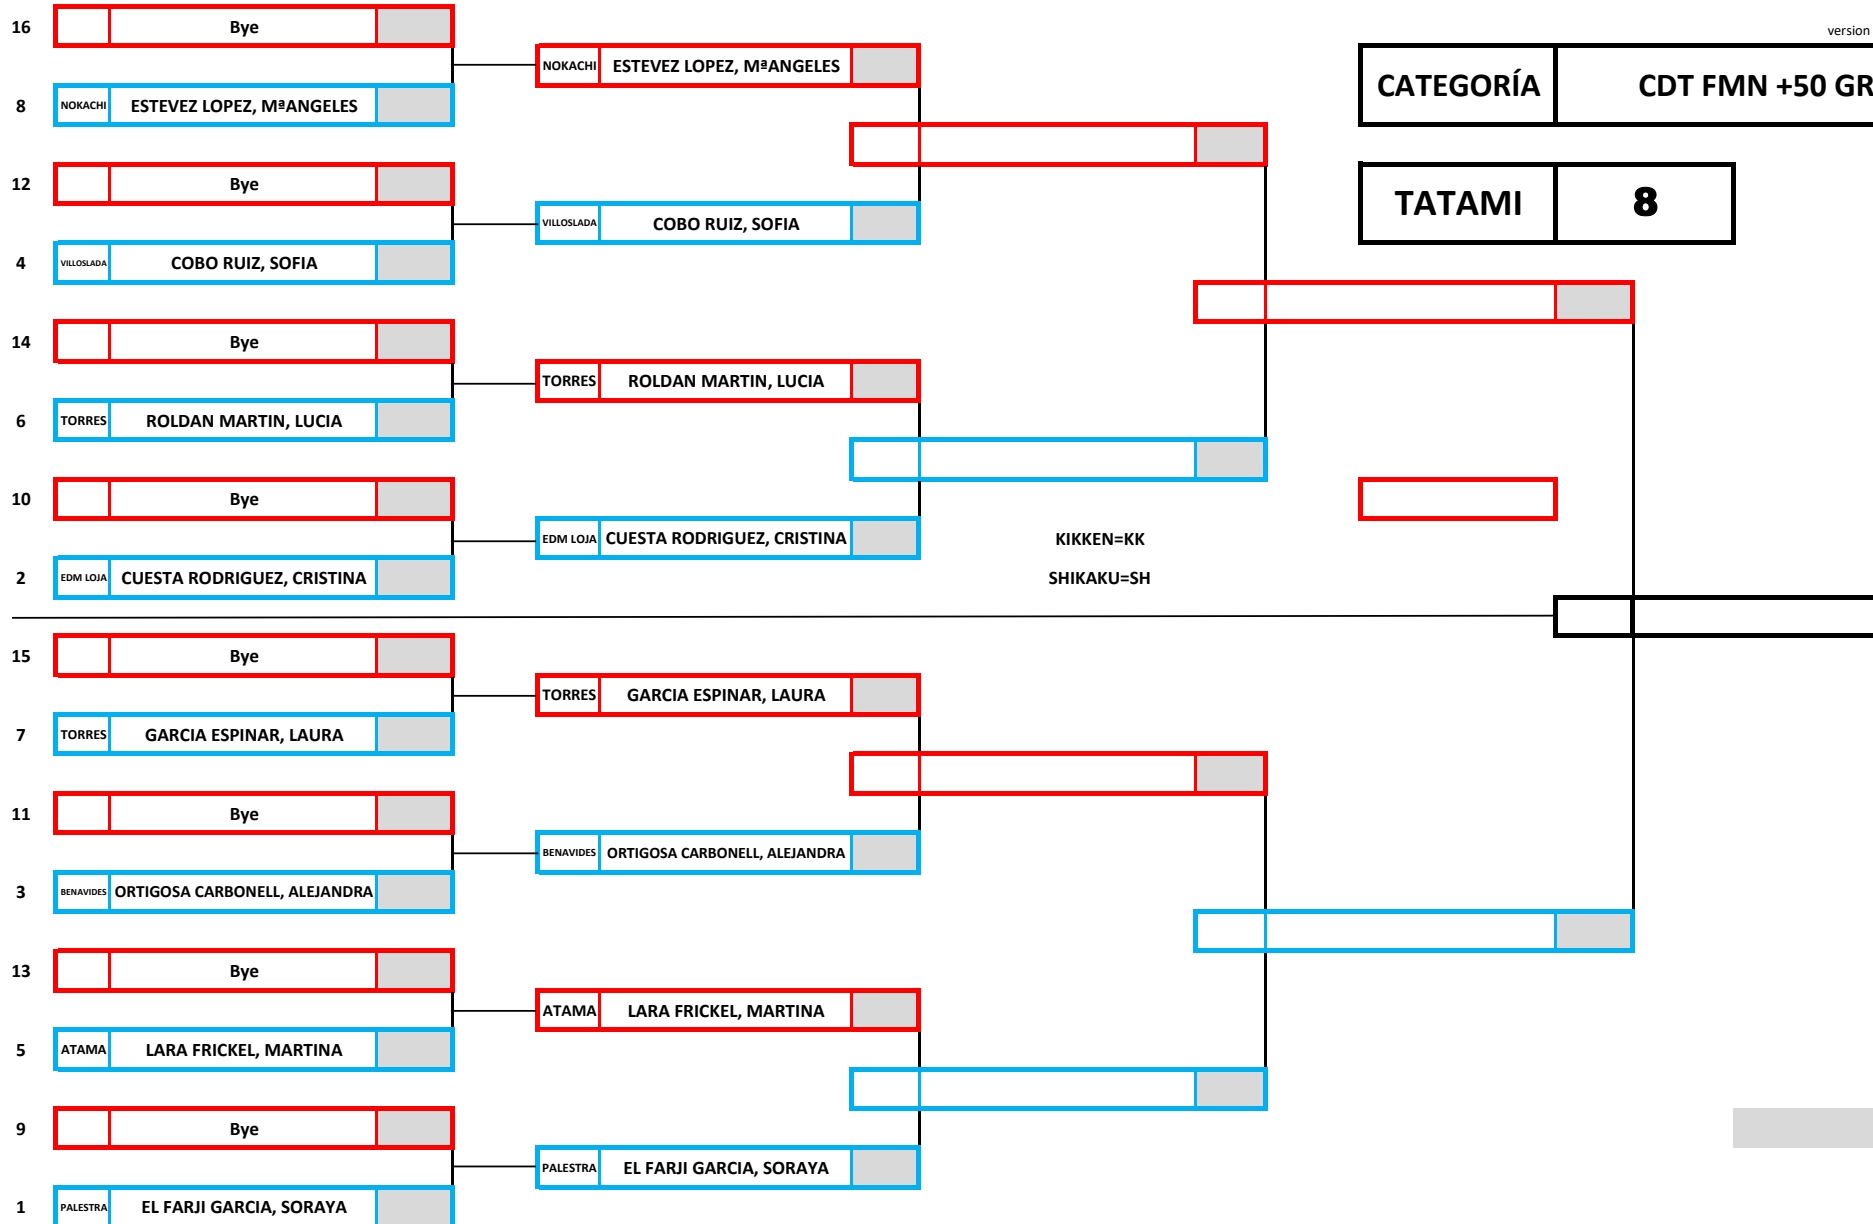 version
16 Bye
NOKACHI ESTEVEZ LOPEZ, MªANGELES
CATEGORÍA CDT FMN +50 GR
8 NOKACHI ESTEVEZ LOPEZ, MªANGELES
12 Bye
TATAMI 8
VILLOSLADA COBO RUIZ, SOFIA
4 VILLOSLADA COBO RUIZ, SOFIA
14 Bye
TORRES ROLDAN MARTIN, LUCIA
6 TORRES ROLDAN MARTIN, LUCIA
10 Bye
EDM LOJA CUESTA RODRIGUEZ, CRISTINA
KIKKEN=KK
2 EDM LOJA CUESTA RODRIGUEZ, CRISTINA
SHIKAKU=SH
15 Bye
TORRES GARCIA ESPINAR, LAURA
7 TORRES GARCIA ESPINAR, LAURA
11 Bye
BENAVIDES ORTIGOSA CARBONELL, ALEJANDRA
3 BENAVIDES ORTIGOSA CARBONELL, ALEJANDRA
13 Bye
ATAMA LARA FRICKEL, MARTINA
5 ATAMA LARA FRICKEL, MARTINA
9 Bye
PALESTRA EL FARJI GARCIA, SORAYA
1 PALESTRA EL FARJI GARCIA, SORAYA